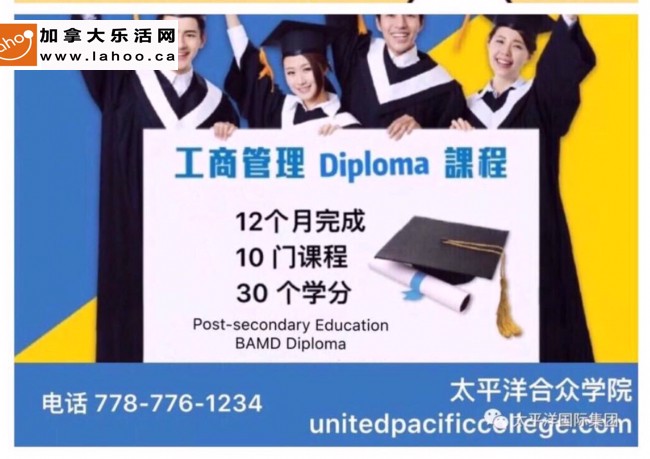 lahoo
加拿大乐活网
www.lahoo.ca
工商管理 Diploma 課程
12个月完成
10 门课程
30 个学分
Post-secondary Education
BAMD Diploma
电话 778-776-1234
太平洋合众学院
太平洋国际集团
unitedpacificcollege.com